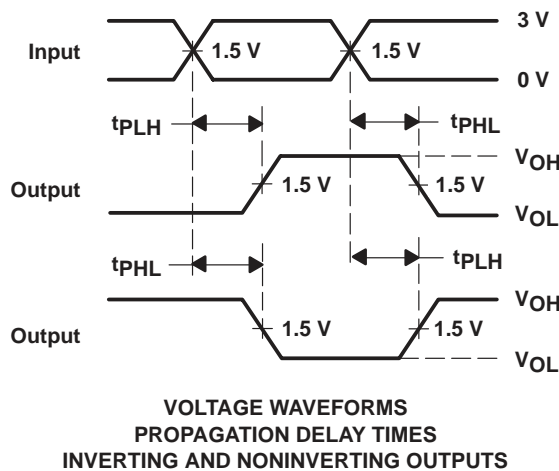 3 V
Input
1.5 V
1.5 V
0 V
tPLH
tPHL
VOH
Output
1.5 V
1.5 V
VOL
tPHL
tPLH
VOH
Output
1.5 V
1.5 V
VOL
VOLTAGE WAVEFORMS
PROPAGATION DELAY TIMES
INVERTING AND NONINVERTING OUTPUTS